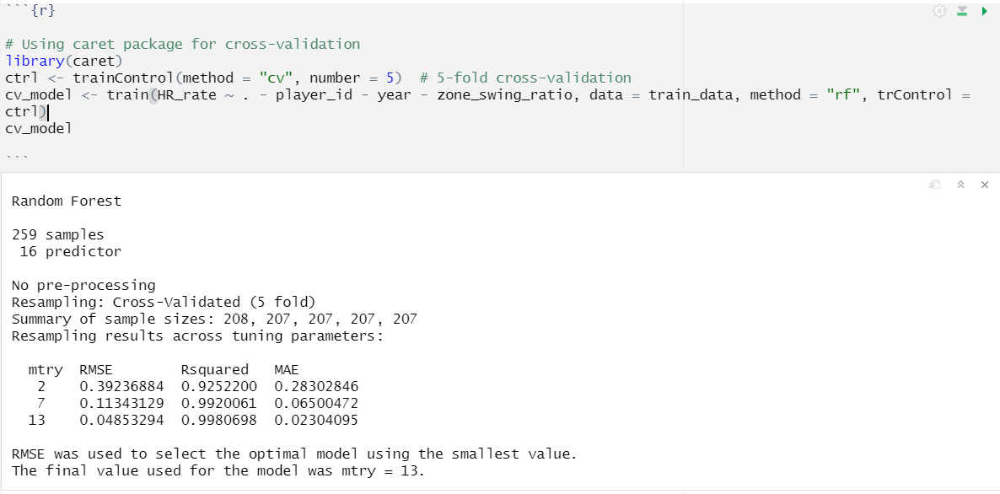 ```{r}
# Using caret package for cross-validation
library(caret)
ctrl <- trainControl(method = "cv", number = 5)  # 5-fold cross-validation
cv_model <- train(HR_rate ~ . - player_id - year - zone_swing_ratio, data = train_data, method = "rf", trControl =
ctrl)
cv_model
```
Random Forest
259 samples
 16 predictor
No pre-processing
Resampling: Cross-Validated (5 fold)
Summary of sample sizes: 208, 207, 207, 207, 207
Resampling results across tuning parameters:
  mtry  RMSE        Rsquared   MAE
   2    0.39236884  0.9252200  0.28302846
   7    0.11343129  0.9920061  0.06500472
  13    0.04853294  0.9980698  0.02304095
RMSE was used to select the optimal model using the smallest value.
The final value used for the model was mtry = 13.